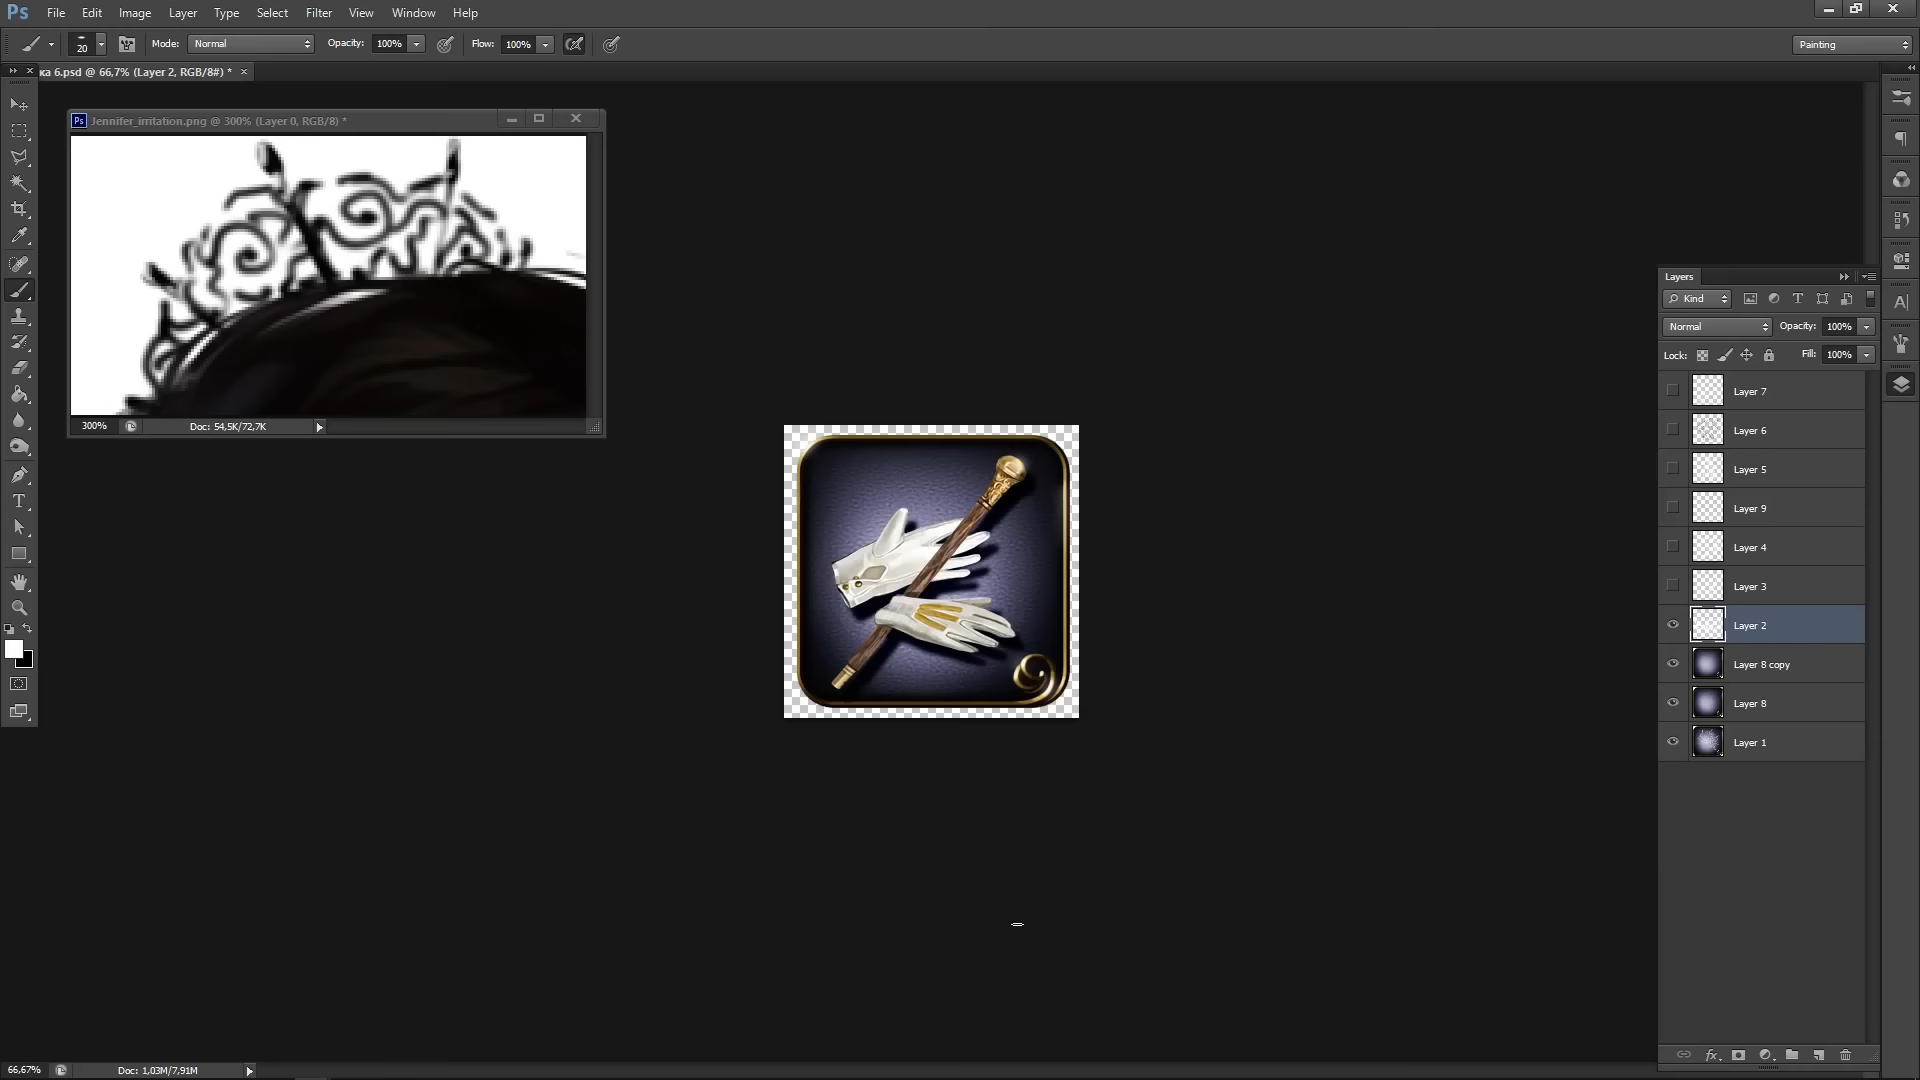 Ps File Edit Image Layer Type Select Filter View Window Help
20 Mode: Normal Opacity: 100% Flow: 100% Painting
ка 6.psd @ 66,7% (Layer 2, RGB/8#) * ×
Ps Jennifer_irritation.png @ 300% (Layer 0, RGB/8) *
300% Doc: 54,5K/72,7K
Layers
Kind
Normal Opacity: 100%
Lock: Fill: 100%
Layer 7
Layer 6
Layer 5
Layer 9
Layer 4
Layer 3
Layer 2
Layer 8 copy
Layer 8
Layer 1
66,67% Doc: 1,03M/7,91M